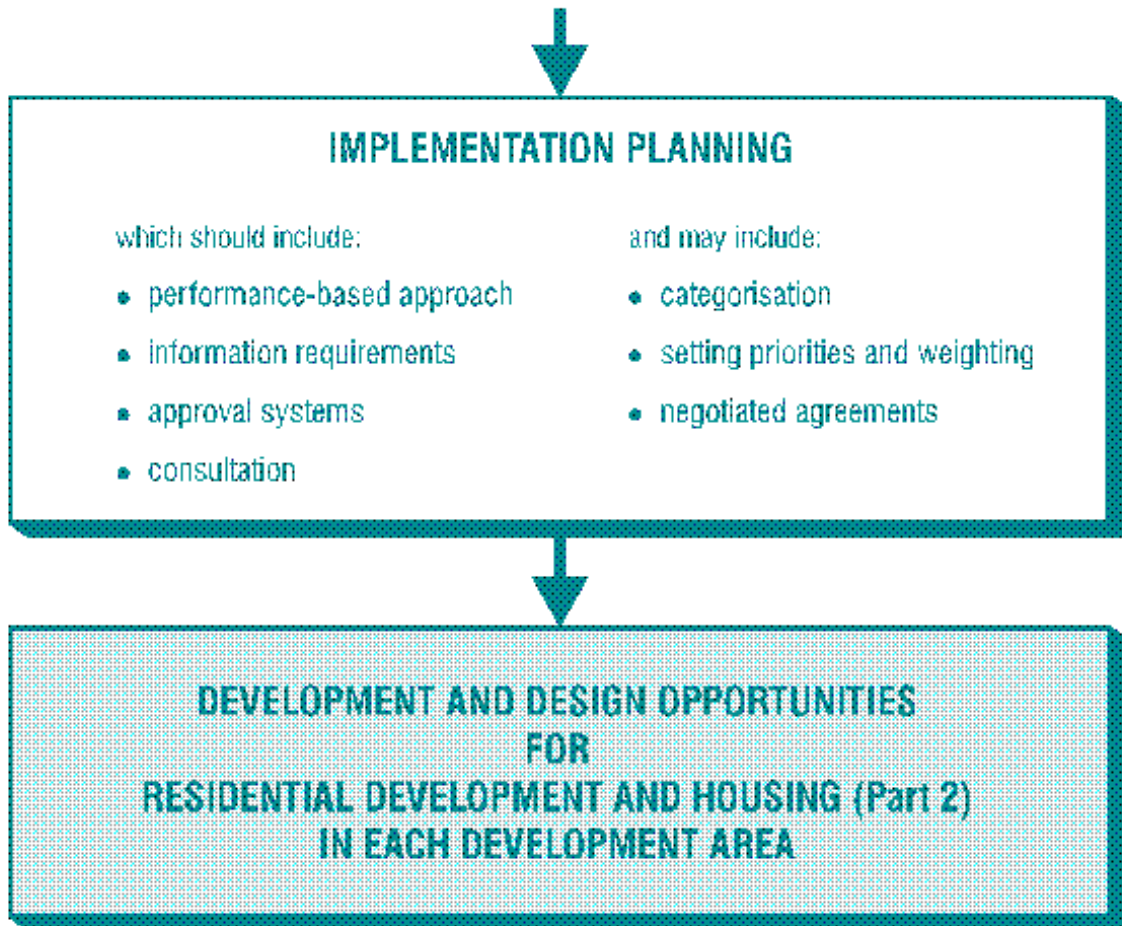 IMPLEMENTATION PLANNING
which should include:
• performance-based approach
• information requirements
• approval systems
• consultation
and may include:
• categorisation
• setting priorities and weighting
• negotiated agreements
DEVELOPMENT AND DESIGN OPPORTUNITIES
FOR
RESIDENTIAL DEVELOPMENT AND HOUSING (Part 2)
IN EACH DEVELOPMENT AREA